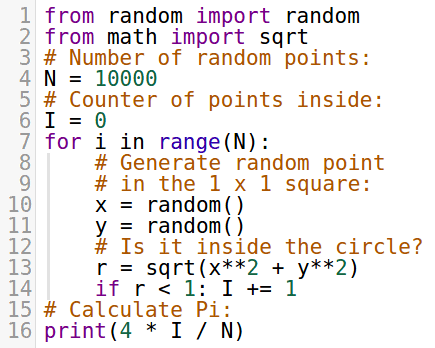 1 from random import random
2 from math import sqrt
3 # Number of random points:
4 N = 10000
5 # Counter of points inside:
6 I = 0
7 for i in range(N):
8     # Generate random point
9     # in the 1 x 1 square:
10     x = random()
11     y = random()
12     # Is it inside the circle?
13     r = sqrt(x**2 + y**2)
14     if r < 1: I += 1
15 # Calculate Pi:
16 print(4 * I / N)